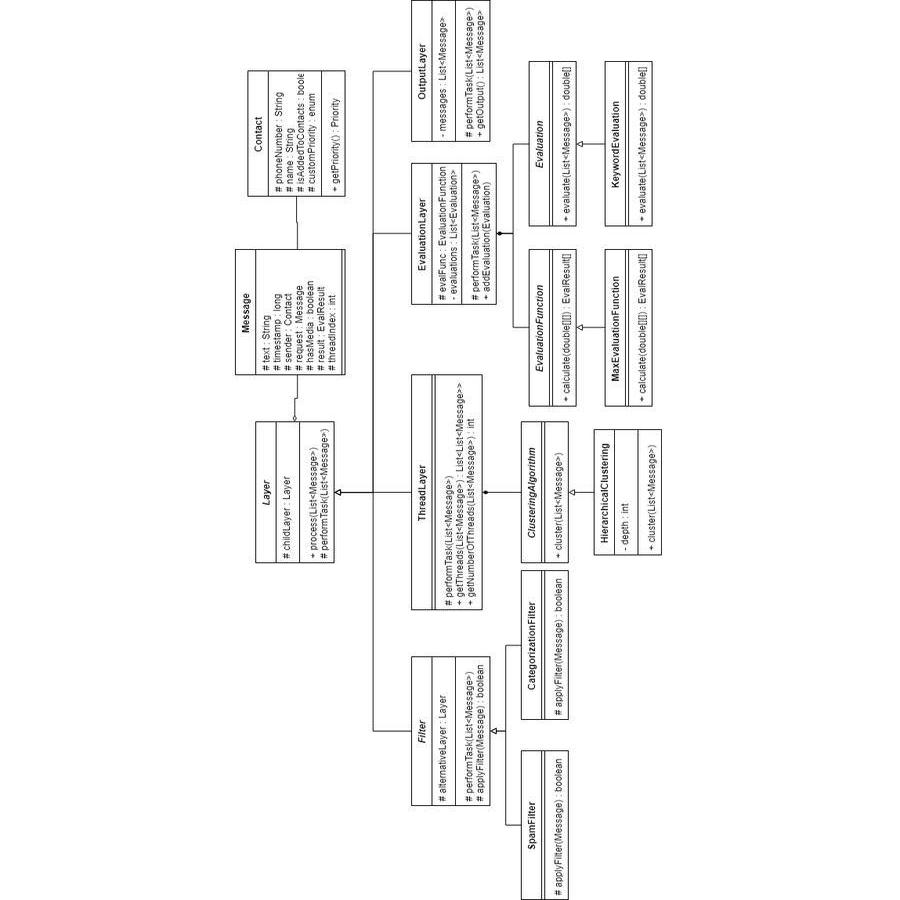 Layer
# childLayer : Layer
+ process(List<Message>)
# performTask(List<Message>)
Message
# text : String
# timestamp : long
# sender : Contact
# request : Message
# hasMedia : boolean
# result : EvalResult
# threadIndex : int
Contact
# phoneNumber : String
# name : String
# isAddedToContacts : boole
# customPriority : enum
+ getPriority() : Priority
Filter
# alternativeLayer : Layer
# performTask(List<Message>)
# applyFilter(Message) : boolean
ThreadLayer
# performTask(List<Message>)
+ getThreads(List<Message>) : List<List<Message>>
+ getNumberOfThreads(List<Message>) : int
EvaluationLayer
# evalFunc : EvaluationFunction
- evaluations : List<Evaluation>
# performTask(List<Message>)
+ addEvaluation(Evaluation)
OutputLayer
- messages : List<Message>
# performTask(List<Message>)
+ getOutput() : List<Message>
SpamFilter
# applyFilter(Message) : boolean
CategorizationFilter
# applyFilter(Message) : boolean
ClusteringAlgorithm
+ cluster(List<Message>)
EvaluationFunction
+ calculate(double[][]) : EvalResult[]
Evaluation
+ evaluate(List<Message>) : double[]
HierarchicalClustering
- depth : int
+ cluster(List<Message>)
MaxEvaluationFunction
+ calculate(double[][]) : EvalResult[]
KeywordEvaluation
+ evaluate(List<Message>) : double[]